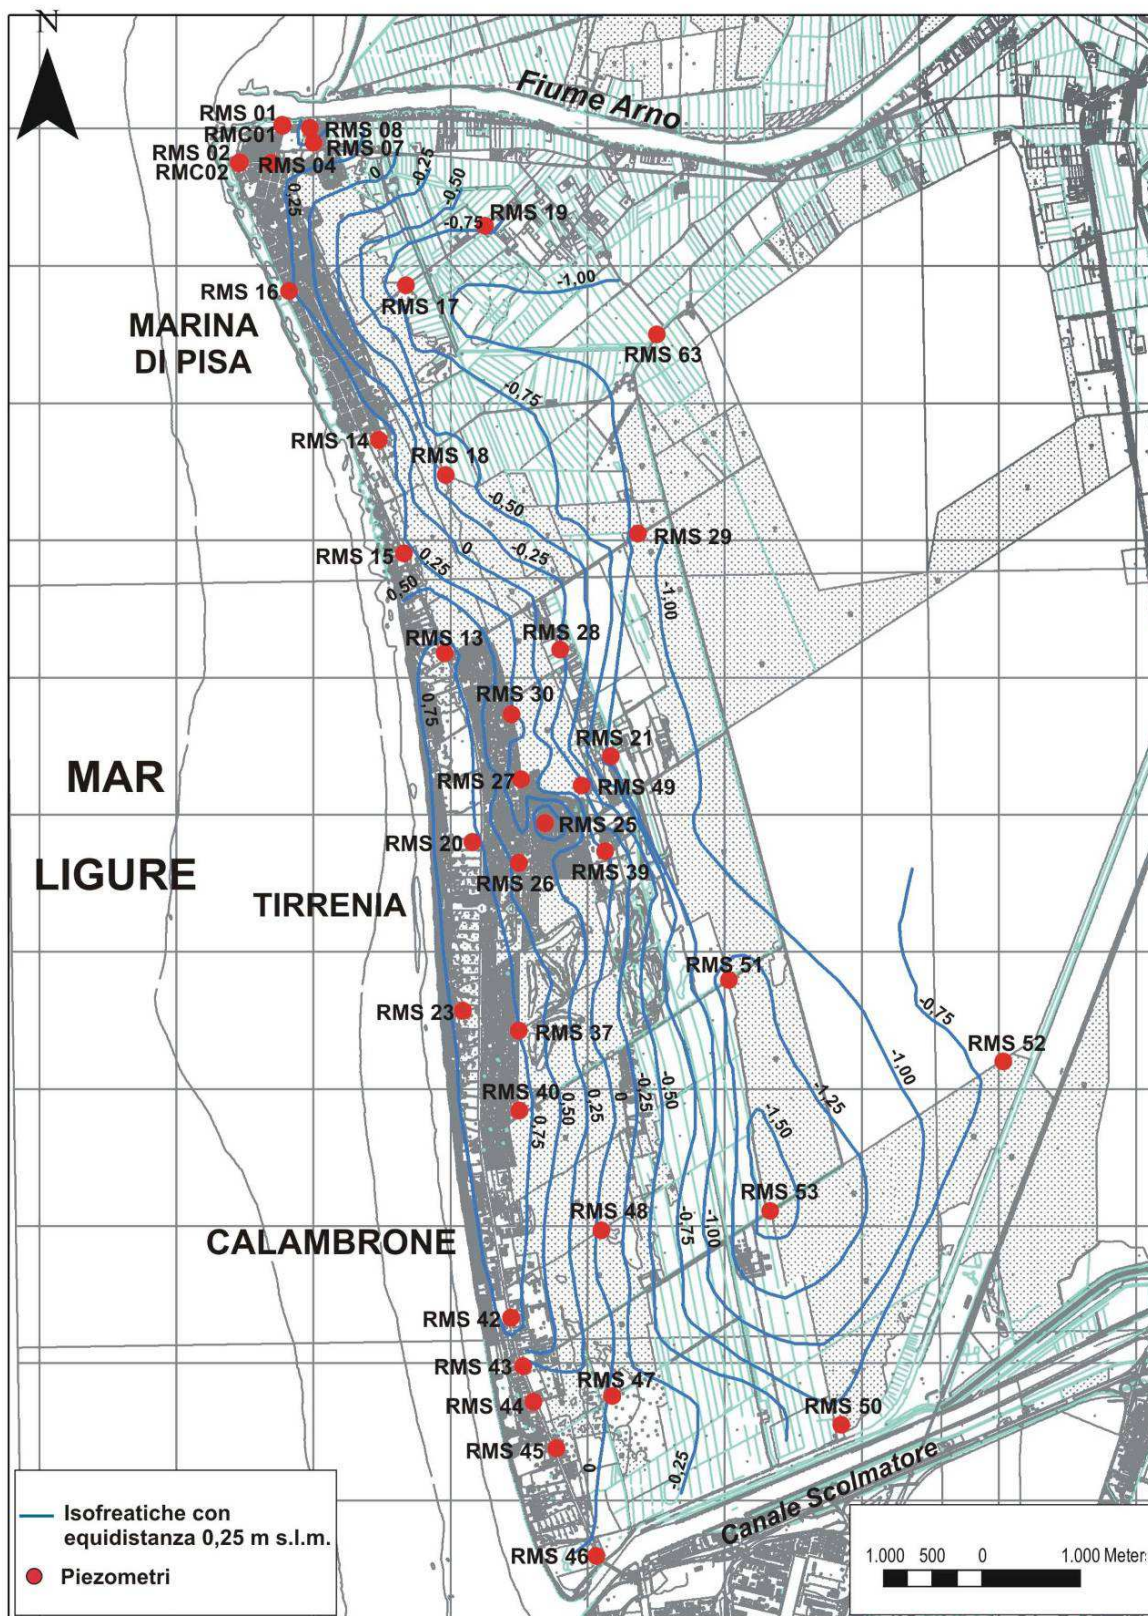 N
Fiume Arno
RMS 01
RMC01
RMS 08
RMS 07
RMS 02
RMC02
RMS 04
0
-0,25
-0,50
0,25
RMS 19
-0,75
-1,00
RMS 16
RMS 17
MARINA
DI PISA
RMS 63
-0,75
RMS 14
RMS 18
-0,50
RMS 29
RMS 15
0,25
0
-0,25
0,50
-1,00
RMS 13
RMS 28
0,75
RMS 30
RMS 21
MAR
RMS 27
RMS 49
RMS 25
RMS 20
RMS 39
LIGURE
RMS 26
TIRRENIA
RMS 51
RMS 23
RMS 37
-0,75
RMS 52
-1,00
RMS 40
0,75
0,50
0,25
0
-0,25
-0,50
-1,25
-1,50
RMS 53
RMS 48
CALAMBRONE
-0,75
-1,00
RMS 42
RMS 43
RMS 47
RMS 44
RMS 50
RMS 45
0
-0,25
Canale Scolmatore
RMS 46
Isofreatiche con
equidistanza 0,25 m s.l.m.
Piezometri
1.000 500 0 1.000 Meters